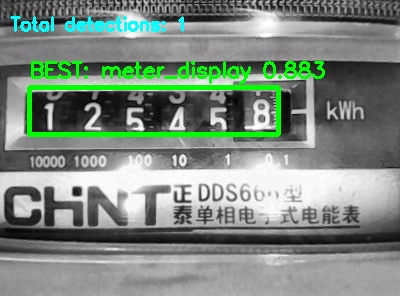 Total detections: 1
BEST: meter_display 0.883
1 2 5 4 5 8 kWh
10000 1000 100 10 1 0.1
CHNT 正泰 DDS66 型
单相电子式电能表